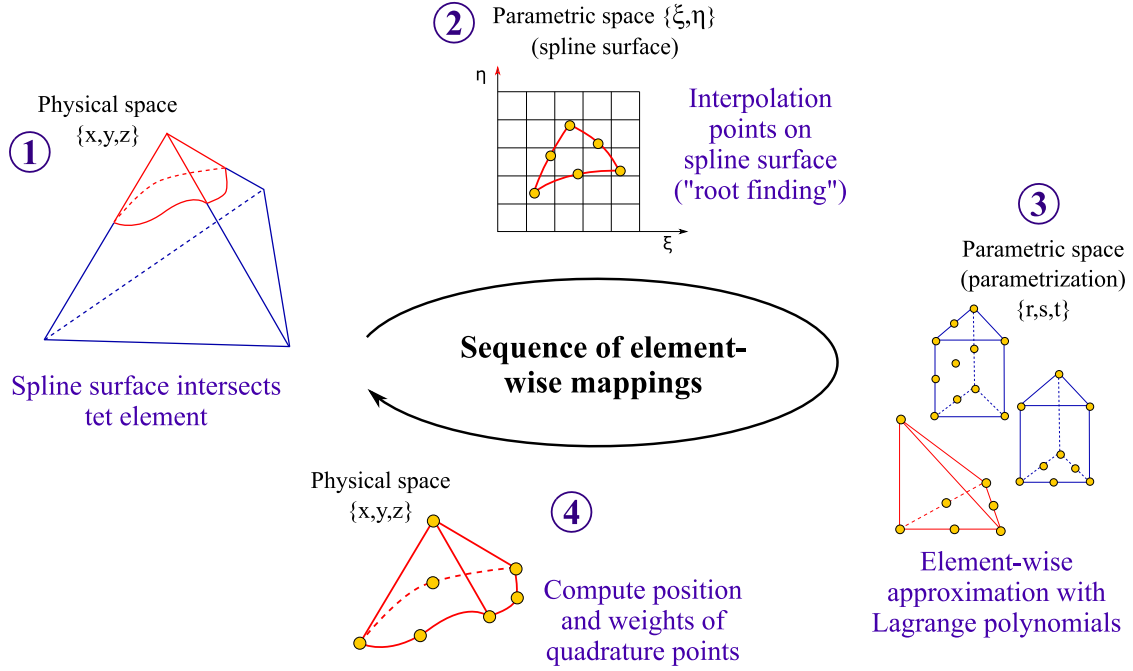 1
Physical space
{x,y,z}
Spline surface intersects
tet element
2
Parametric space {ξ,η}
(spline surface)
η
ξ
Interpolation
points on
spline surface
("root finding")
3
Parametric space
(parametrization)
{r,s,t}
Element-wise
approximation with
Lagrange polynomials
Sequence of element-
wise mappings
4
Physical space
{x,y,z}
Compute position
and weights of
quadrature points